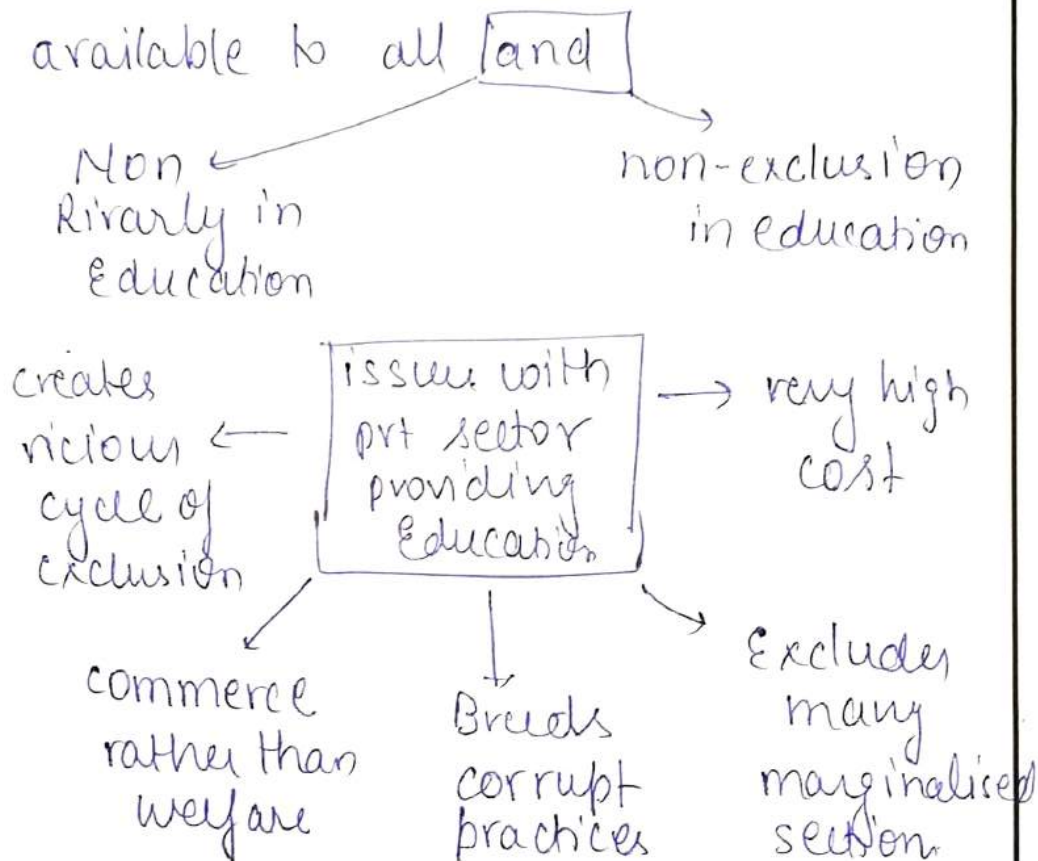 available to all and
Non
Rivarly in
Education
non-exclusion
in education
creates
vicious
cycle of
exclusion
issue with
prt sector
providing
Education
very high
cost
commerce
rather than
welfare
Breeds
corrupt
practices
Excludes
many
marginalised
section